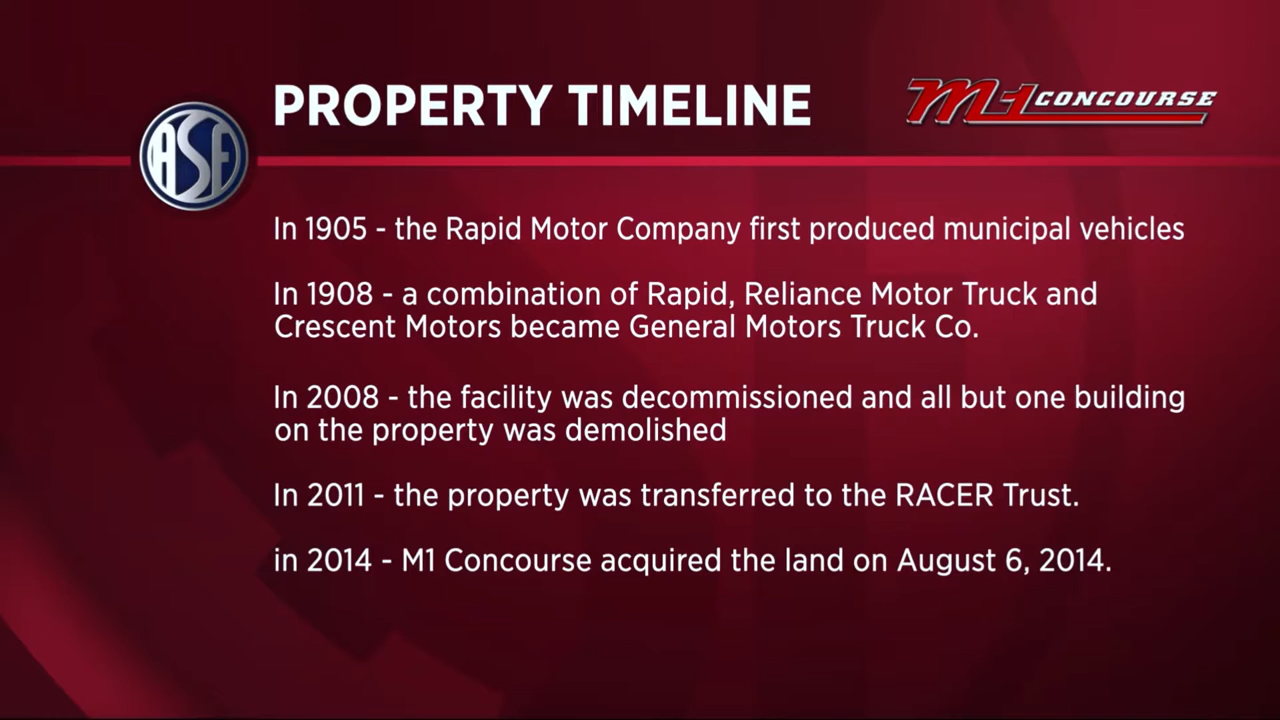 PROPERTY TIMELINE
M-1 CONCOURSE
ASF
In 1905 - the Rapid Motor Company first produced municipal vehicles
In 1908 - a combination of Rapid, Reliance Motor Truck and
Crescent Motors became General Motors Truck Co.
In 2008 - the facility was decommissioned and all but one building
on the property was demolished
In 2011 - the property was transferred to the RACER Trust.
in 2014 - M1 Concourse acquired the land on August 6, 2014.